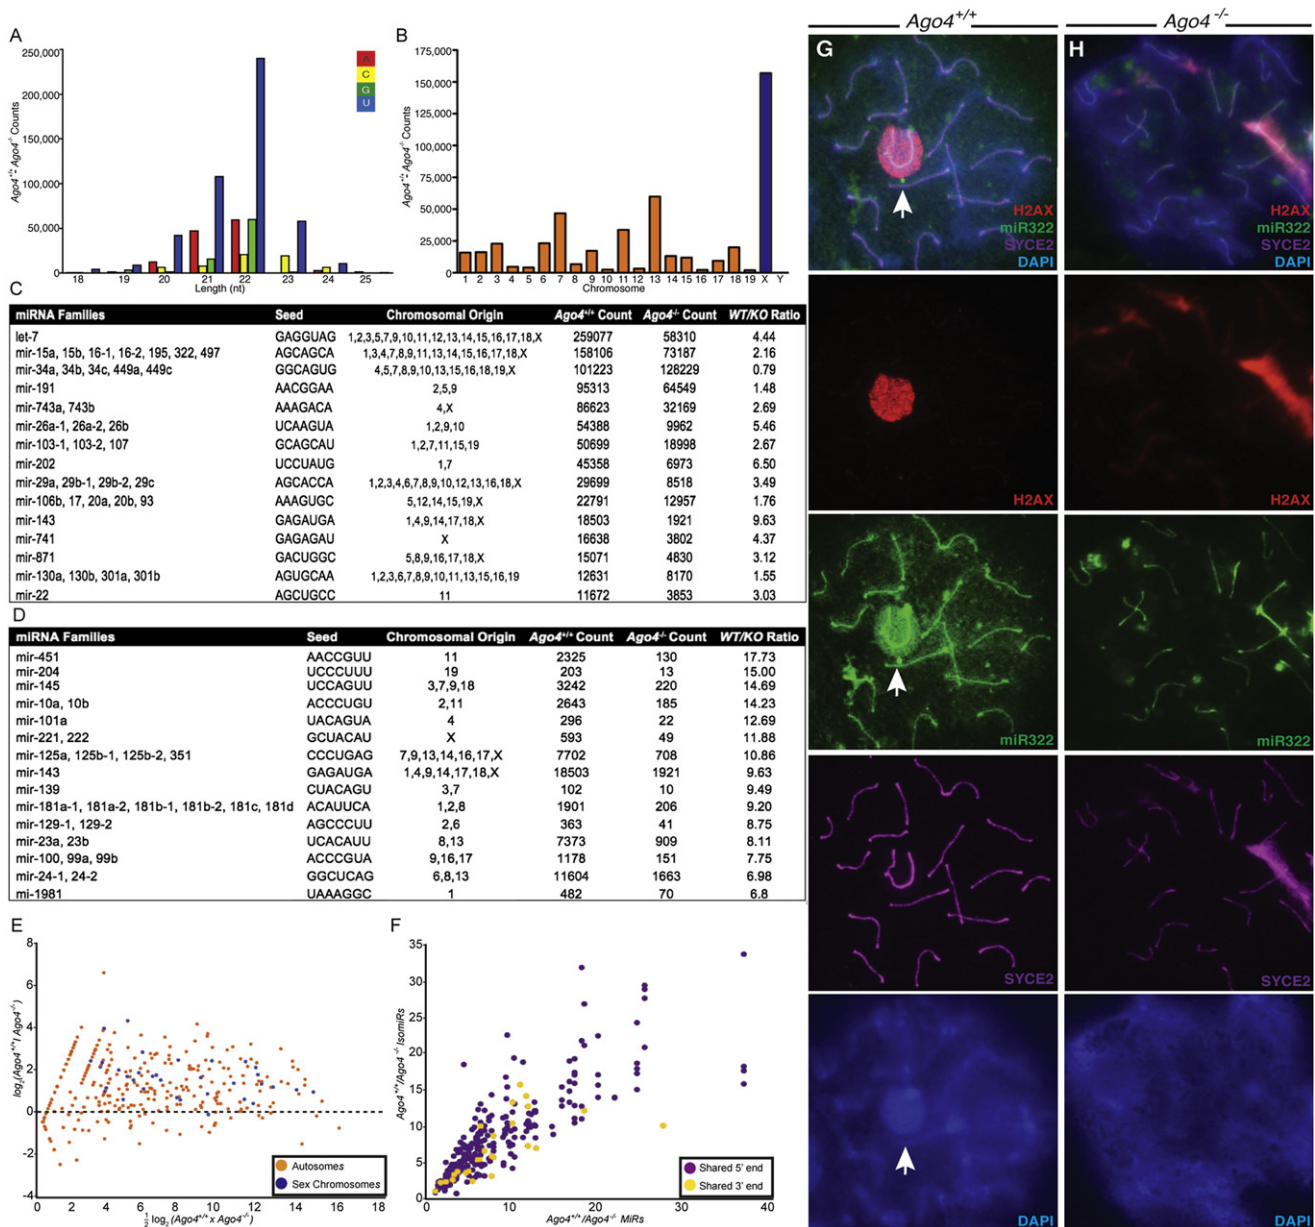 Ago4+/+
Ago4-/-
A
250,000
200,000
150,000
100,000
50,000
0
Ago4+/+- Ago4-/- Counts
18 19 20 21 22 23 24 25
Length (nt)
A
C
G
U
B
175,000
150,000
125,000
100,000
75,000
50,000
25,000
0
Ago4+/+- Ago4-/- Counts
1 2 3 4 5 6 7 8 9 10 11 12 13 14 15 16 17 18 19 X Y
Chromosome
C
miRNA Families Seed Chromosomal Origin Ago4+/+ Count Ago4-/- Count WT/KO Ratio
let-7 GAGGUAG 1,2,3,5,7,9,10,11,12,13,14,15,16,17,18,X 259077 58310 4.44
mir-15a, 15b, 16-1, 16-2, 195, 322, 497 AGCAGCA 1,3,4,7,8,9,11,13,14,15,16,17,18,X 158106 73187 2.16
mir-34a, 34b, 34c, 449a, 449c GGCAGUG 4,5,7,8,9,10,13,15,16,18,19,X 101223 128229 0.79
mir-191 AACGGAA 2,5,9 95313 64549 1.48
mir-743a, 743b AAAGACA 4,X 86623 32169 2.69
mir-26a-1, 26a-2, 26b UCAAGUA 1,2,9,10 54388 9962 5.46
mir-103-1, 103-2, 107 GCAGCAU 1,2,7,11,15,19 50699 18998 2.67
mir-202 UCCUAUG 1,7 45358 6973 6.50
mir-29a, 29b-1, 29b-2, 29c AGCACCA 1,2,3,4,6,7,8,9,10,12,13,16,18,X 29699 8518 3.49
mir-106b, 17, 20a, 20b, 93 AAAGUGC 5,12,14,15,19,X 22791 12957 1.76
mir-143 GAGAUGA 1,4,9,14,17,18,X 18503 1921 9.63
mir-741 GAGAGAU X 16638 3802 4.37
mir-871 GACUGGC 5,8,9,16,17,18,X 15071 4830 3.12
mir-130a, 130b, 301a, 301b AGUGCAA 1,2,3,6,7,8,9,10,11,13,15,16,19 12631 8170 1.55
mir-22 AGCUGCC 11 11672 3853 3.03
D
miRNA Families Seed Chromosomal Origin Ago4+/+ Count Ago4-/- Count WT/KO Ratio
mir-451 AACCGUU 11 2325 130 17.73
mir-204 UCCCUUU 19 203 13 15.00
mir-145 UCCAGUU 3,7,9,18 3242 220 14.69
mir-10a, 10b ACCCUGU 2,11 2643 185 14.23
mir-101a UACAGUA 4 296 22 12.69
mir-221, 222 GCUACAU X 593 49 11.88
mir-125a, 125b-1, 125b-2, 351 CCCUGAG 7,9,13,14,16,17,X 7702 708 10.86
mir-143 GAGAUGA 1,4,9,14,17,18,X 18503 1921 9.63
mir-139 CUACAGU 3,7 102 10 9.49
mir-181a-1, 181a-2, 181b-1, 181b-2, 181c, 181d ACAUUCA 1,2,8 1901 206 9.20
mir-129-1, 129-2 AGCCCUU 2,6 363 41 8.75
mir-23a, 23b UCACAUU 8,13 7373 909 8.11
mir-100, 99a, 99b ACCCGUA 9,16,17 1178 151 7.75
mir-24-1, 24-2 GGCUCAG 6,8,13 11604 1663 6.98
mi-1981 UAAAGGC 1 482 70 6.8
E
8
6
4
2
0
-2
-4
log2(Ago4+/+/ Ago4-/-)
0 1 2 4 6 8 10 12 14 16 18
½ log2 (Ago4+/+ x Ago4-/-)
Autosomes
Sex Chromosomes
F
35
30
25
20
15
10
5
0
Ago4+/+/Ago4-/- IsomiRs
0 10 20 30 40
Ago4+/+/Ago4-/- MiRs
Shared 5' end
Shared 3' end
G
H2AX
miR322
SYCE2
DAPI
H
H2AX
miR322
SYCE2
DAPI
H2AX
H2AX
miR322
miR322
SYCE2
SYCE2
DAPI
DAPI